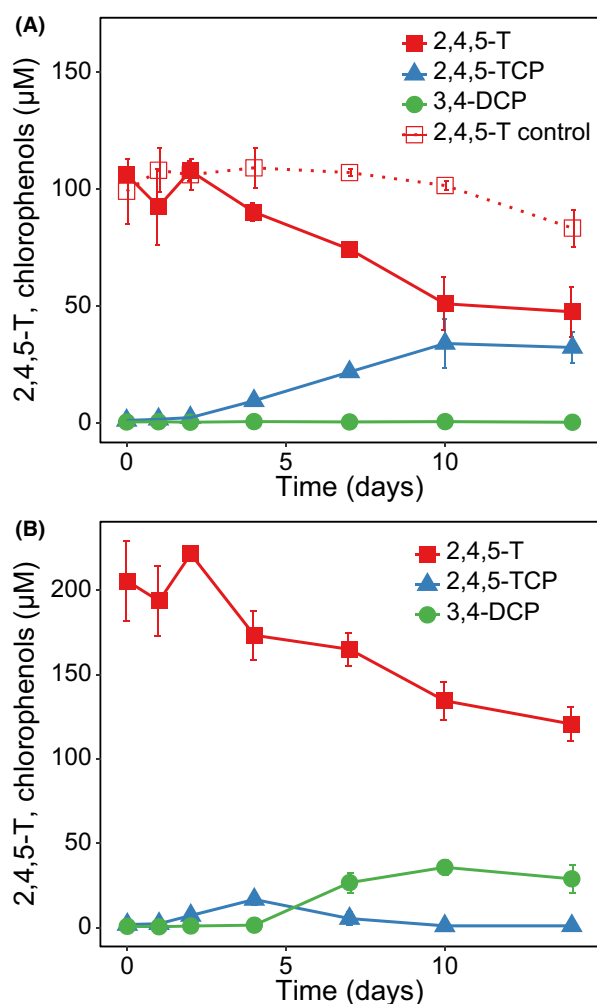 (A)
2,4,5-T, chlorophenols (µM)
150
100
50
0
2,4,5-T
2,4,5-TCP
3,4-DCP
2,4,5-T control
0 5 10
Time (days)
(B)
2,4,5-T, chlorophenols (µM)
200
150
100
50
0
2,4,5-T
2,4,5-TCP
3,4-DCP
0 5 10
Time (days)